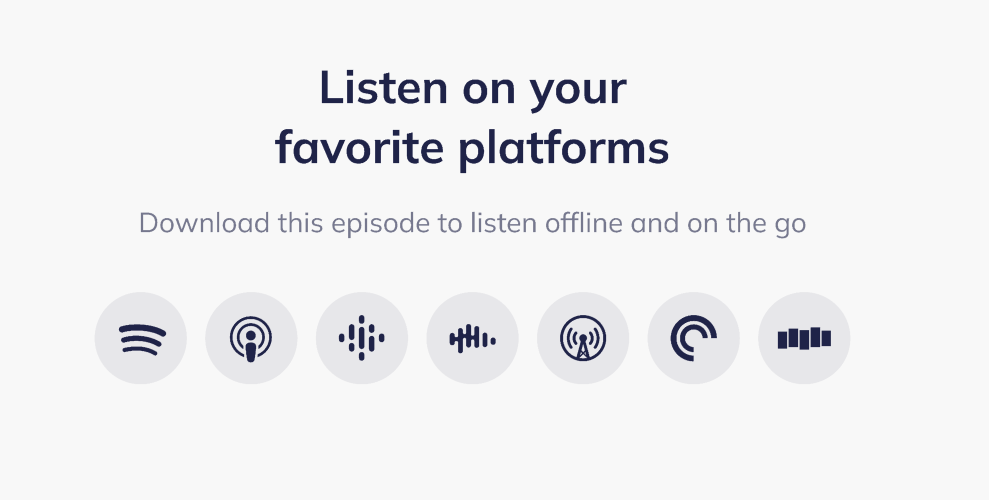 Listen on your
favorite platforms
Download this episode to listen offline and on the go